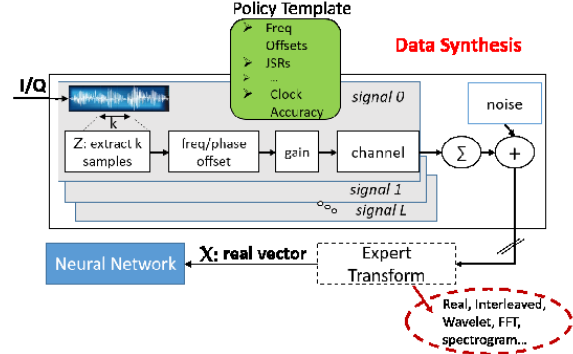 Policy Template
➢ Freq
Offsets
➢ JSRs
➢ ...
➢ Clock
Accuracy
Data Synthesis
I/Q
signal 0
noise
k
Z: extract k
samples
freq/phase
offset
gain
channel
Σ
+
signal 1
signal L
Neural Network
X: real vector
Expert
Transform
Real, Interleaved,
Wavelet, FFT,
spectrogram...